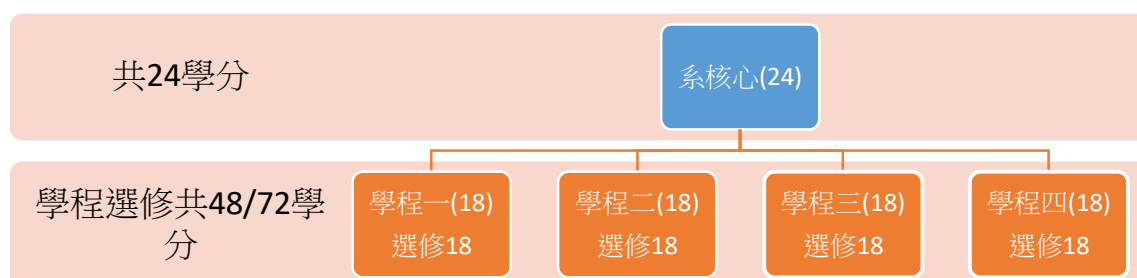 共24學分
系核心(24)
學程選修共48/72學
分
學程一(18)
選修18
學程二(18)
選修18
學程三(18)
選修18
學程四(18)
選修18